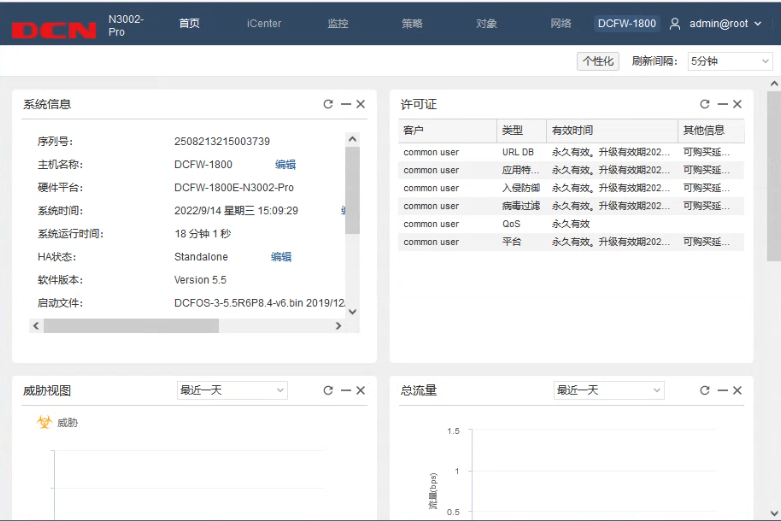 DCN N3002-Pro 首页 iCenter 监控 策略 对象 网络 DCFW-1800 admin@root
个性化 刷新间隔: 5分钟
系统信息
序列号: 2508213215003739
主机名称: DCFW-1800 编辑
硬件平台: DCFW-1800E-N3002-Pro
系统时间: 2022/9/14 星期三 15:09:29
系统运行时间: 18 分钟 1 秒
HA状态: Standalone 编辑
软件版本: Version 5.5
启动文件: DCFOS-3-5.5R6P8.4-v6.bin 2019/12/
许可证
客户 类型 有效时间 其他信息
common user URL DB 永久有效。升级有效期202... 可购买延...
common user 应用特... 永久有效。升级有效期202... 可购买延...
common user 入侵防御 永久有效。升级有效期202... 可购买延...
common user 病毒过滤 永久有效。升级有效期202... 可购买延...
common user QoS 永久有效
common user 平台 永久有效。升级有效期202... 可购买延...
威胁视图 最近一天
威胁
总流量 最近一天
1.5
1
0.5
流量(bps)